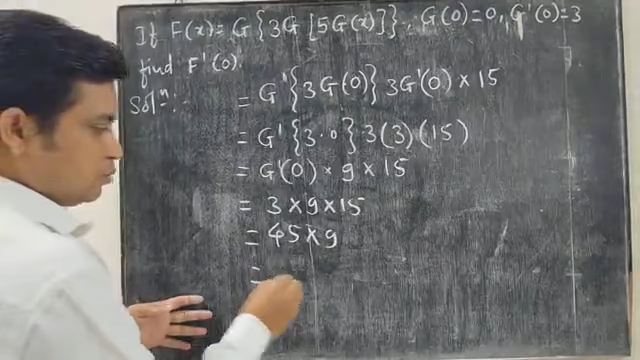 If F(x) = G{3G[5G(x)]}. G(0)=0, G'(0)=3
find F'(0).
Solⁿ:-
= G'{3G(0)} 3G'(0) × 15
= G'{3·0} 3(3)(15)
= G'(0) × 9 × 15
= 3 × 9 × 15
= 45 × 9
=